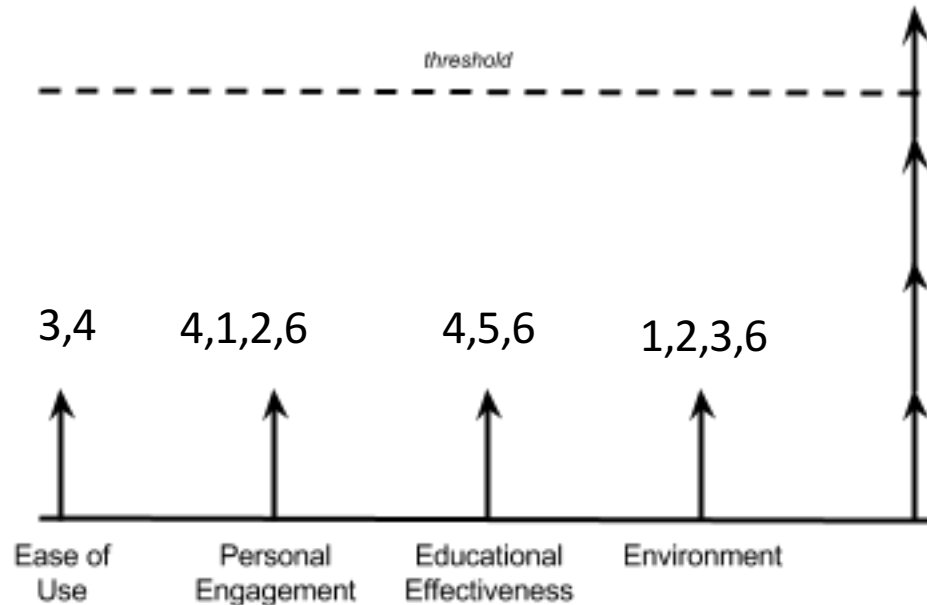 threshold
3,4
4,1,2,6
4,5,6
1,2,3,6
Ease of
Use
Personal
Engagement
Educational
Effectiveness
Environment